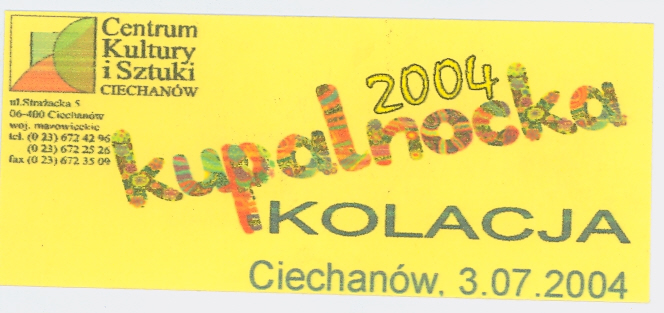 Centrum
Kultury
i Sztuki
CIECHANÓW
ul.Strażacka 5
06-400 Ciechanów
woj. mazowieckie
tel. (0 23) 672 42 96
(0 23) 672 25 26
fax (0 23) 672 35 09
2004
kupalnocka
KOLACJA
Ciechanów, 3.07.2004